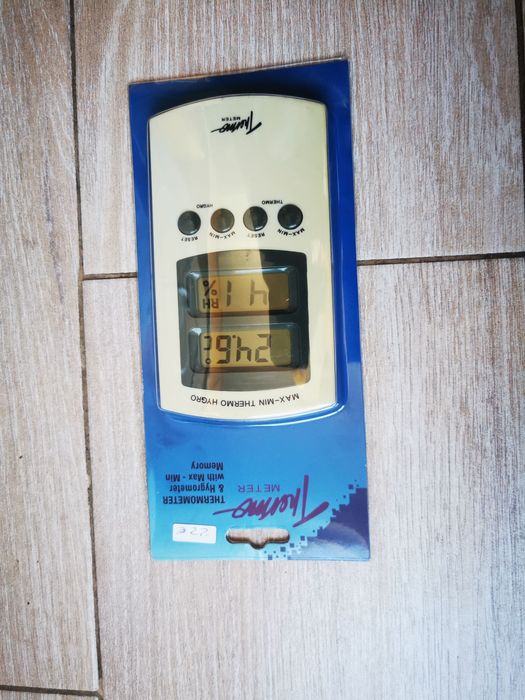 Thermo
METER
THERMOMETER
& Hygrometer
with Max - Min
Memory
MAX-MIN THERMO HYGRO
24.6 °C
41 % RH
MAX-MIN RESET MAX-MIN RESET
THERMO HYGRO
Thermo
METER